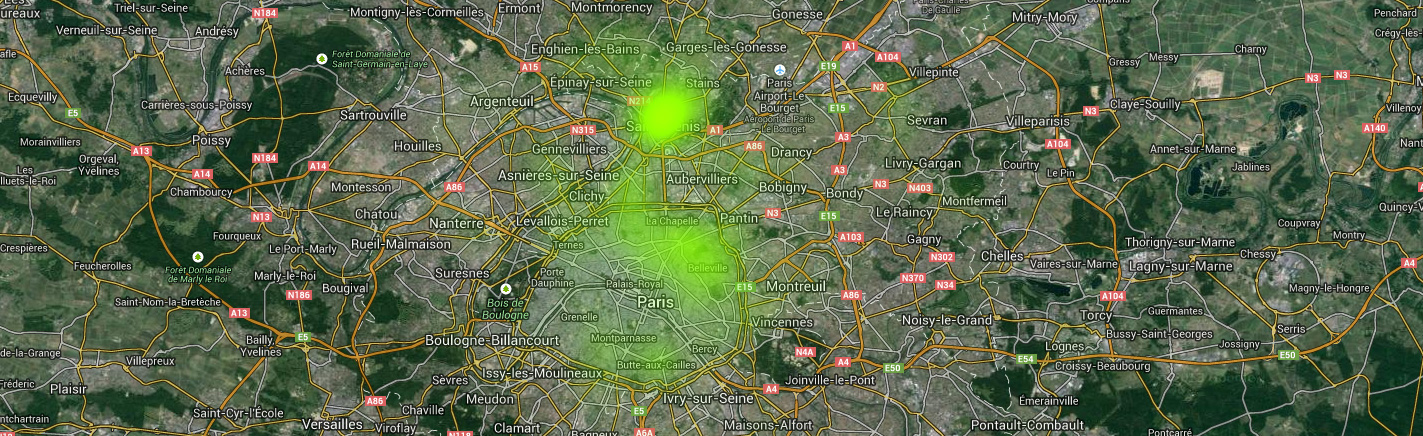 Triel-sur-Seine
N184
Montigny-lès-Cormeilles
Ermont
Montmorency
Gonesse
Mitry-Mory
Penchard
Verneuil-sur-Seine
Andrésy
Enghien-les-Bains
Garges-lès-Gonesse
A1
A104
Charny
Crégy-les-
Forêt Domaniale de
Saint-Germain-en-Laye
Achères
A15
E19
Gressy
Messy
Villepinte
N3
N3
Épinay-sur-Seine
Stains
Paris
Airport-Le
Bourget
Aéroport de Paris
- Le Bourget
N2
Ecquevilly
Carrières-sous-Poissy
Argenteuil
E15
Claye-Souilly
E5
Sartrouville
N3
Villenoy
Morainvilliers
Poissy
N315
A1
A3
Sevran
Villeparisis
A140
Houilles
Gennevilliers
A86
Drancy
A104
Annet-sur-Marne
Nant
A13
Orgeval,
Yvelines
N184
A14
A14
Livry-Gargan
Courtry
Le Pin
Jablines
Les
lluets-le-Roi
Chambourcy
Montesson
A86
Asnières-sur-Seine
Aubervilliers
A3
Bobigny
N3
N403
Clichy
Bondy
Montfermeil
Quincy-V
N13
Chatou
Nanterre
Levallois-Perret
La Chapelle
Pantin
N3
E15
Le Raincy
Coupvray
Crespières
Fourqueux
Le Port-Marly
Rueil-Malmaison
Ternes
A103
Gagny
N302
Thorigny-sur-Marne
Montry
Chessy
Feucherolles
Forêt Domaniale
de Marly le Roi
Marly-le-Roi
Suresnes
Porte
Dauphine
Belleville
Chelles
Vaires-sur-Marne
Lagny-sur-Marne
N370
N34
Bougival
Palais-Royal
E15
Montreuil
Magny-le-Hongre
N186
Bois de
Boulogne
Paris
A86
A104
Saint-Nom-la-Bretèche
A13
Grenelle
Vincennes
Noisy-le-Grand
Torcy
Guermantes
Serris
A4
E5
Bailly,
Yvelines
Boulogne-Billancourt
Montparnasse
Bussy-Saint-Georges
Jossigny
de-la-Grange
Villepreux
Bercy
N4A
A4
E50
E54
Lognes
E50
Croissy-Beaubourg
Butte-aux-Cailles
Plaisir
Sèvres
Issy-les-Moulineaux
A4
Joinville-le-Pont
Meudon
Ivry-sur-Seine
Émerainville
A86
Saint-Cyr-l'École
Chaville
E5
Versailles
Viroflay
Clamart
Bagneux
A6A
Maisons-Alfort
Pontault-Combault
Pontcarré
N118